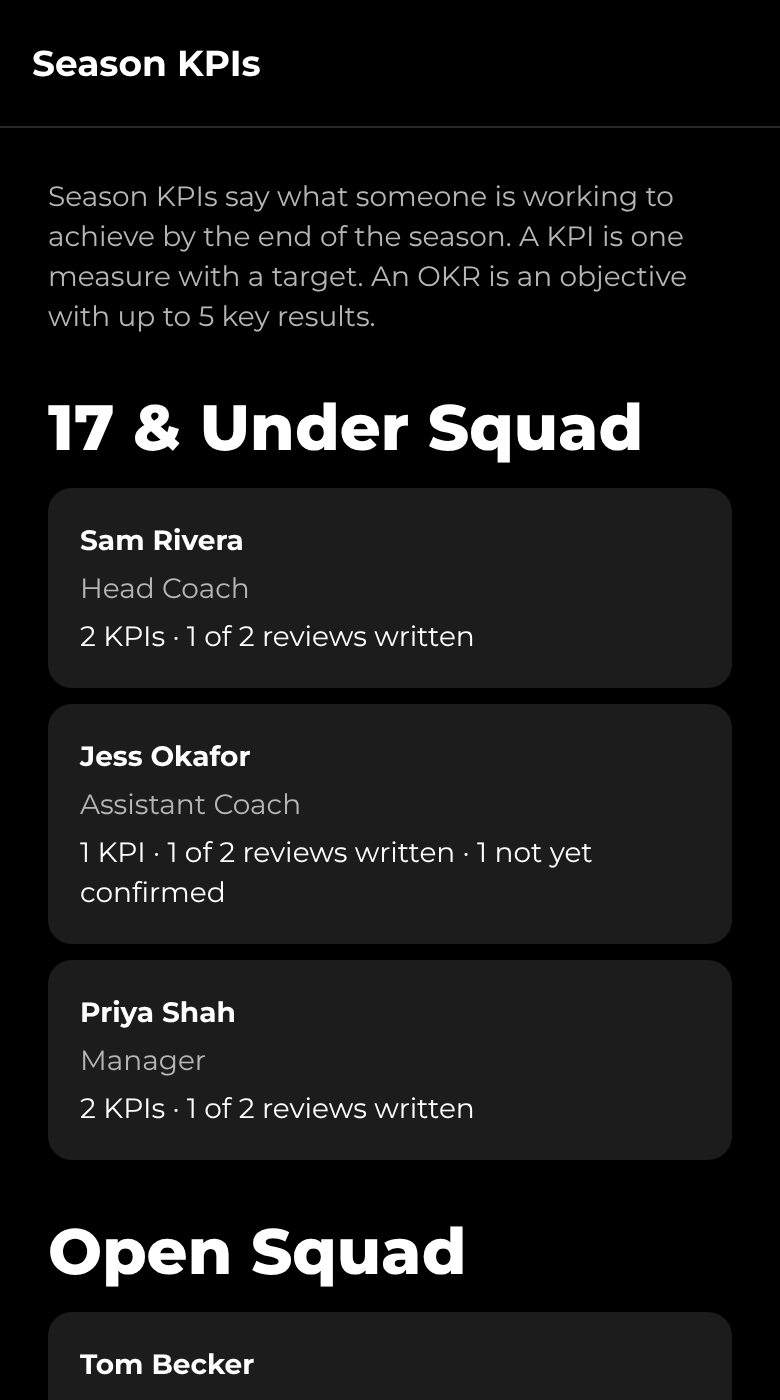 Season KPIs
Season KPIs say what someone is working to
achieve by the end of the season. A KPI is one
measure with a target. An OKR is an objective
with up to 5 key results.
17 & Under Squad
Sam Rivera
Head Coach
2 KPIs · 1 of 2 reviews written
Jess Okafor
Assistant Coach
1 KPI · 1 of 2 reviews written · 1 not yet
confirmed
Priya Shah
Manager
2 KPIs · 1 of 2 reviews written
Open Squad
Tom Becker